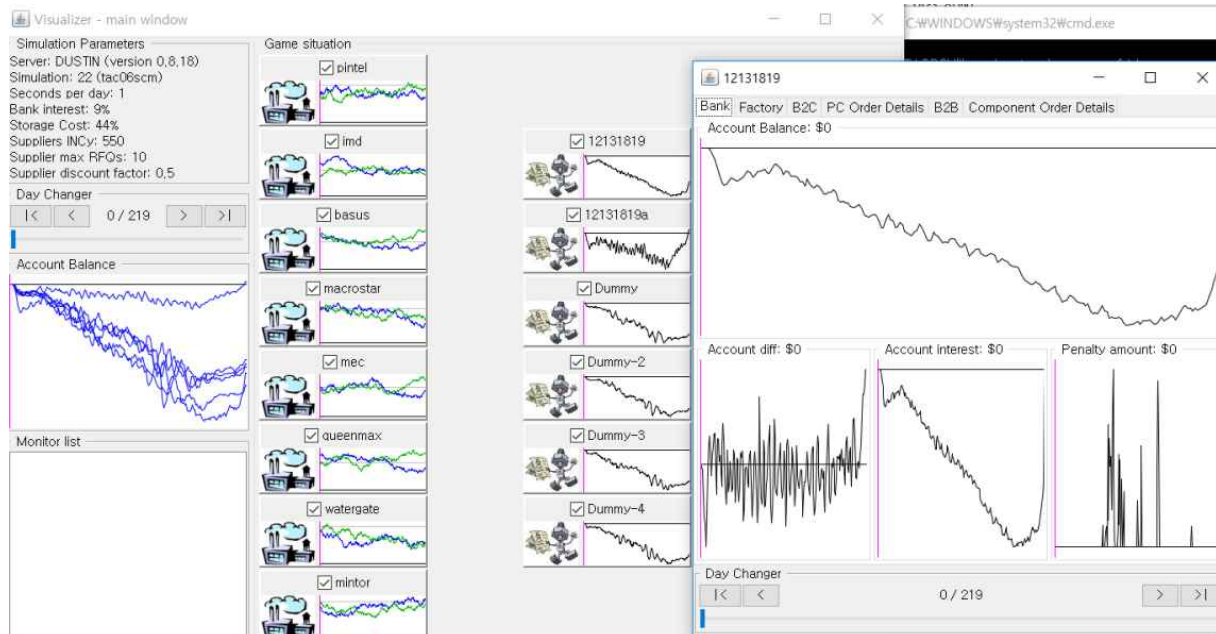 Visualizer - main window
Simulation Parameters
Server: DUSTIN (version 0,8,18)
Simulation: 22 (tac06scm)
Seconds per day: 1
Bank interest: 9%
Storage Cost: 44%
Suppliers INCy: 550
Supplier max RFQs: 10
Supplier discount factor: 0,5
Day Changer
|< < 0 / 219 > >|
Account Balance
Monitor list
Game situation
pintel
imd
basus
macrostar
mec
queenmax
watergate
mintor
12131819
12131819a
Dummy
Dummy-2
Dummy-3
Dummy-4
C:₩WINDOWS₩system32₩cmd.exe
12131819
Bank Factory B2C PC Order Details B2B Component Order Details
Account Balance: $0
Account diff: $0 Account interest: $0 Penalty amount: $0
Day Changer
|< < 0 / 219 > >|